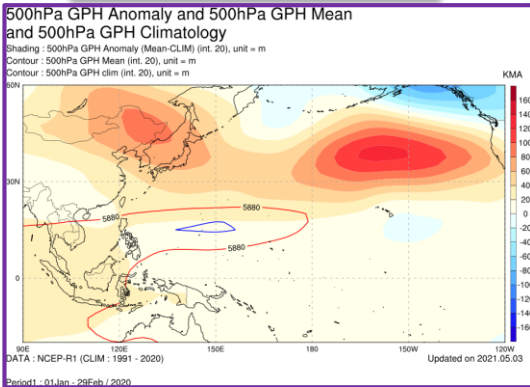 500hPa GPH Anomaly and 500hPa GPH Mean
and 500hPa GPH Climatology
Shading : 500hPa GPH Anomaly (Mean-CLIM) (int. 20), unit = m
Contour : 500hPa GPH Mean (int. 20), unit = m
Contour : 500hPa GPH clim (int. 20), unit = m
KMA
60N
30N
0
5880
5880
5880
160
140
120
100
80
60
40
20
0
-20
-40
-60
-80
-100
-120
-140
-160
90E 120E 150E 180 150W 120W
DATA : NCEP-R1 (CLIM : 1991 - 2020)
Updated on 2021.05.03
Period1 : 01Jan - 29Feb / 2020